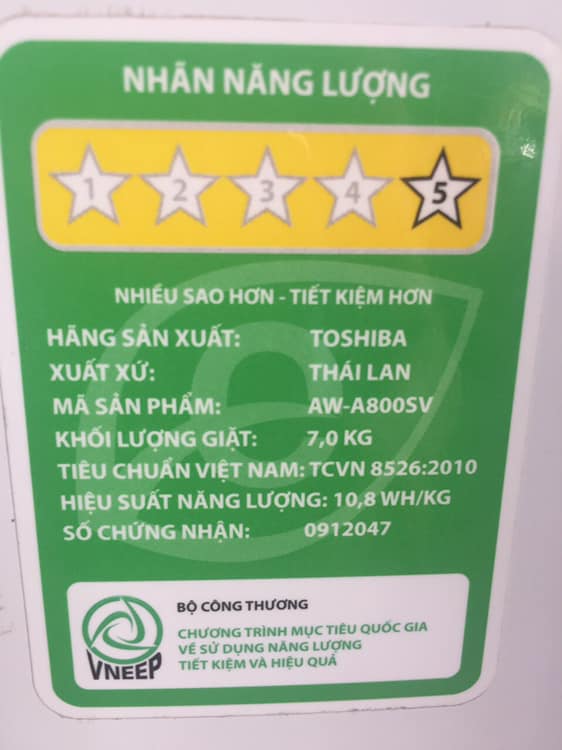 NHÃN NĂNG LƯỢNG
1 2 3 4 5
NHIỀU SAO HƠN - TIẾT KIỆM HƠN
HÃNG SẢN XUẤT: TOSHIBA
XUẤT XỨ: THÁI LAN
MÃ SẢN PHẨM: AW-A800SV
KHỐI LƯỢNG GIẶT: 7,0 KG
TIÊU CHUẨN VIỆT NAM: TCVN 8526:2010
HIỆU SUẤT NĂNG LƯỢNG: 10,8 WH/KG
SỐ CHỨNG NHẬN: 0912047
BỘ CÔNG THƯƠNG
CHƯƠNG TRÌNH MỤC TIÊU QUỐC GIA
VỀ SỬ DỤNG NĂNG LƯỢNG
TIẾT KIỆM VÀ HIỆU QUẢ
VNEEP